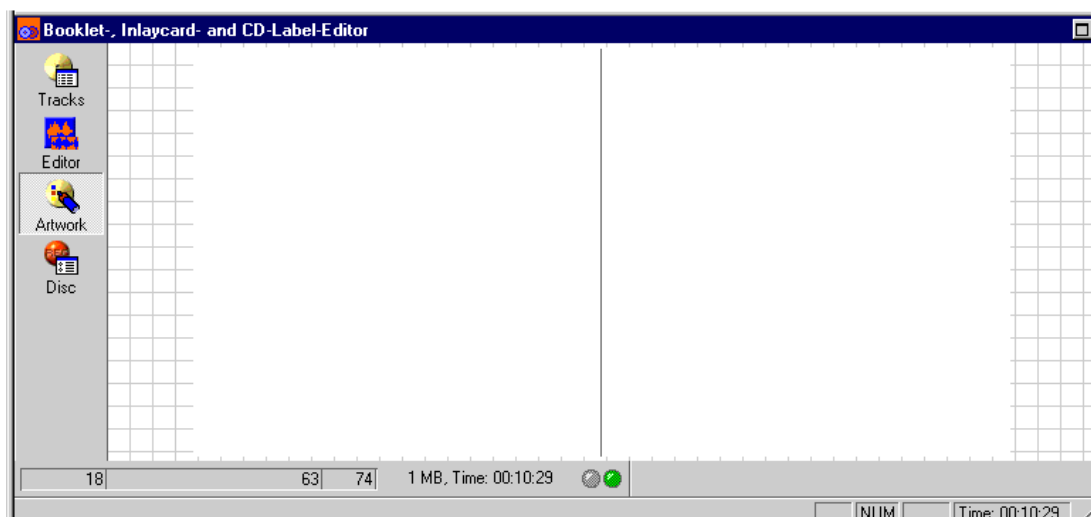 Booklet-, Inlaycard- and CD-Label-Editor
Tracks
Editor
Artwork
REC
Disc
18 63 74 1 MB, Time: 00:10:29
NUM Time: 00:10:29